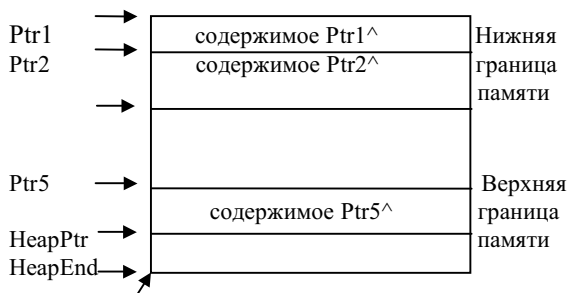 Ptr1 содержимое Ptr1^ Нижняя
Ptr2 содержимое Ptr2^ граница
памяти
Ptr5 Верхняя
содержимое Ptr5^ граница
HeapPtr памяти
HeapEnd